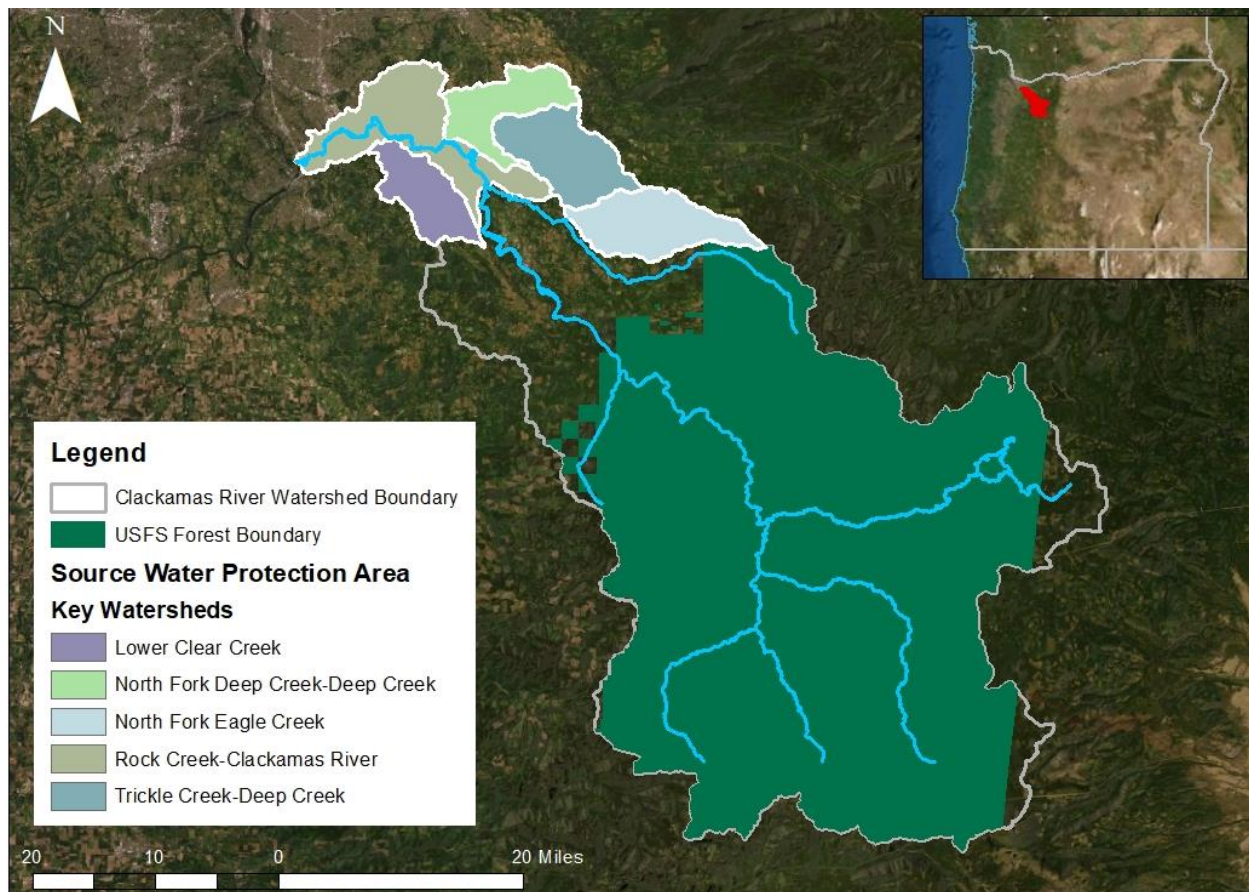 N
Legend
Clackamas River Watershed Boundary
USFS Forest Boundary
Source Water Protection Area
Key Watersheds
Lower Clear Creek
North Fork Deep Creek-Deep Creek
North Fork Eagle Creek
Rock Creek-Clackamas River
Trickle Creek-Deep Creek
20 10 0 20 Miles